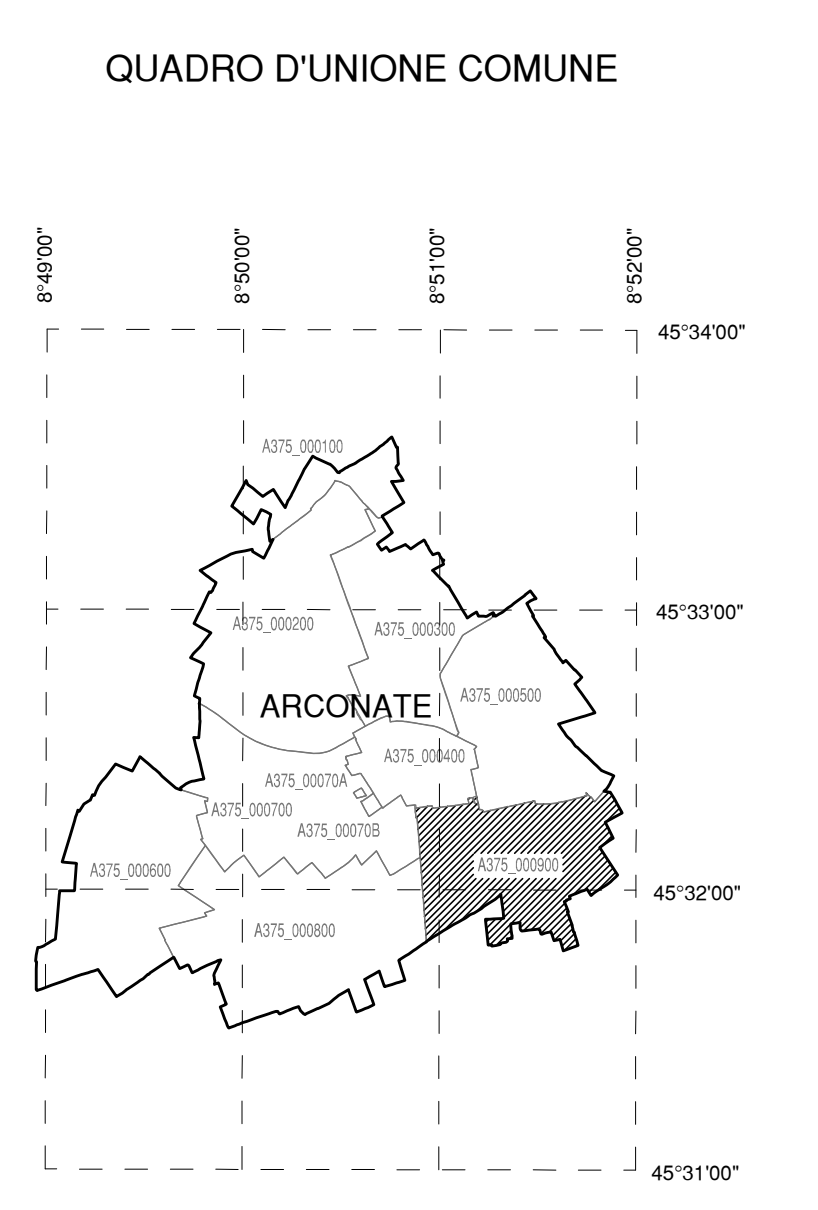 QUADRO D'UNIONE COMUNE
8°49'00"
8°50'00"
8°51'00"
8°52'00"
45°34'00"
A375_000100
45°33'00"
A375_000200
A375_000300
A375_000500
ARCONATE
A375_000400
A375_00070A
A375_000700
A375_00070B
A375_000600
A375_000900
45°32'00"
A375_000800
45°31'00"